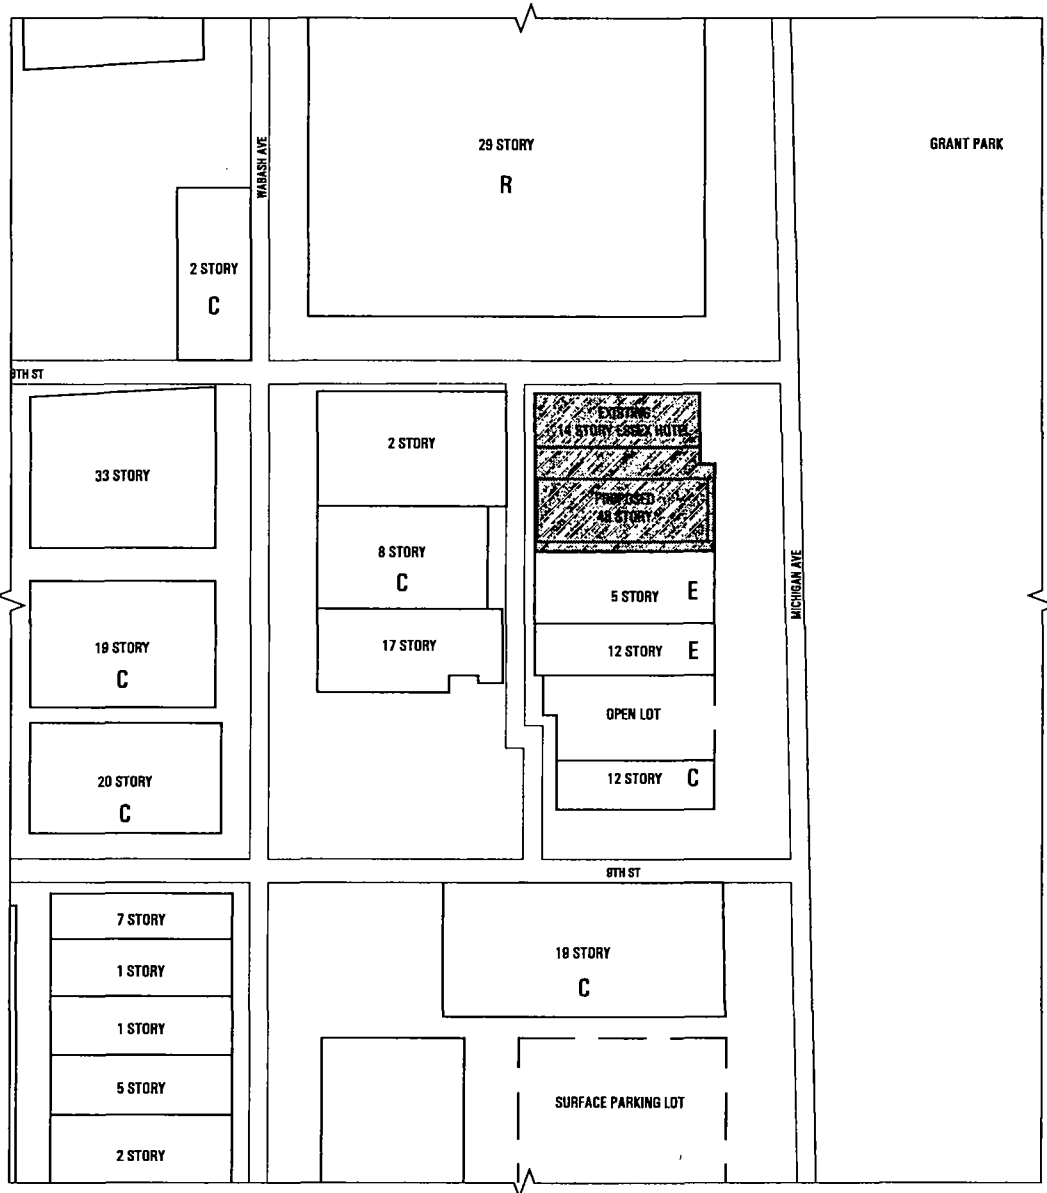 29 STORY
R
GRANT PARK
WABASH AVE
2 STORY
C
8TH ST
EXISTING
14 STORY ESSEX HOTEL
2 STORY
33 STORY
PROPOSED
48 STORY
8 STORY
C
5 STORY E
MICHIGAN AVE
19 STORY
C
17 STORY
12 STORY E
OPEN LOT
20 STORY
C
12 STORY C
9TH ST
7 STORY
19 STORY
C
1 STORY
1 STORY
5 STORY
SURFACE PARKING LOT
2 STORY